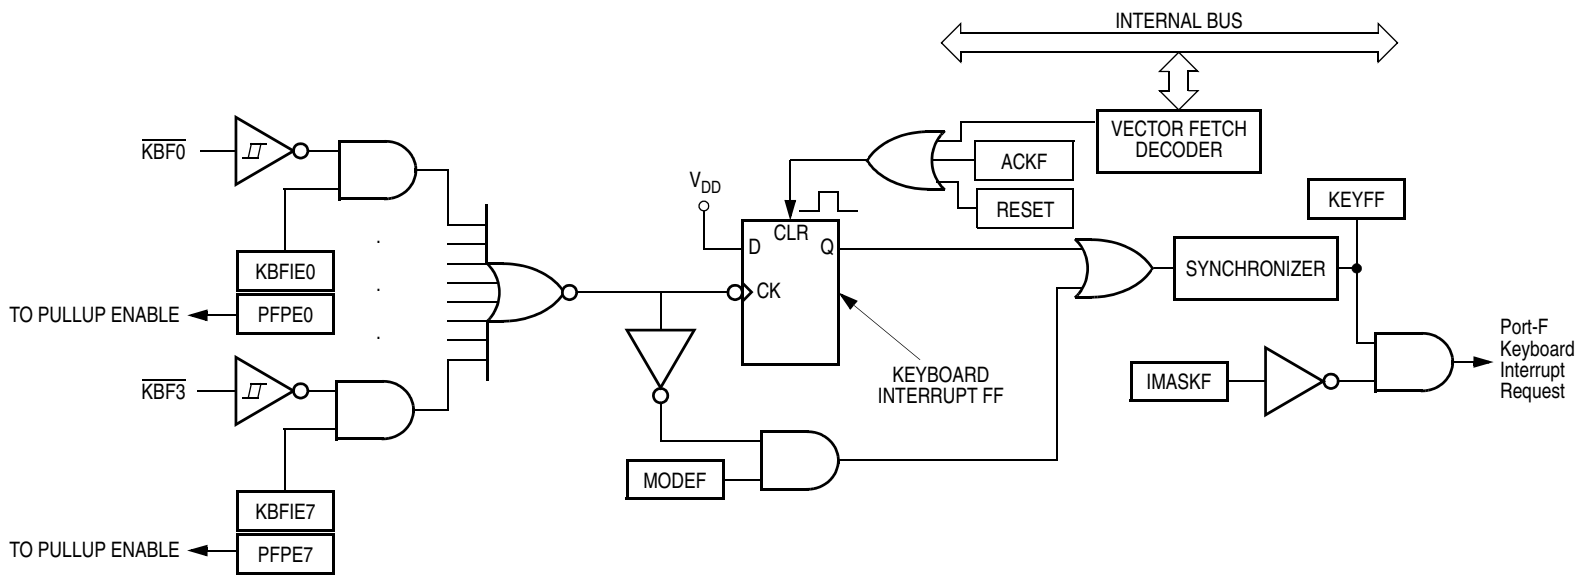 INTERNAL BUS
VECTOR FETCH
DECODER
KBF0
ACKF
VDD
KEYFF
RESET
CLR
D
Q
KBFIE0
SYNCHRONIZER
CK
TO PULLUP ENABLE
PFPE0
Port-F
Keyboard
Interrupt
Request
KEYBOARD
INTERRUPT FF
IMASKF
KBF3
MODEF
KBFIE7
TO PULLUP ENABLE
PFPE7